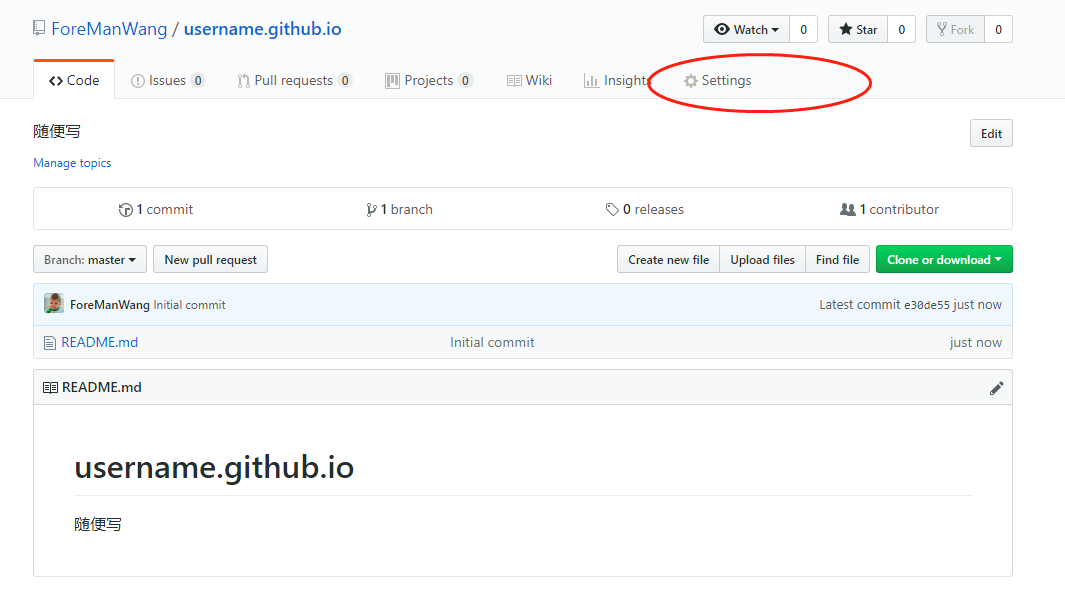 ForeManWang / username.github.io
Watch 0 Star 0 Fork 0
Code Issues 0 Pull requests 0 Projects 0 Wiki Insights Settings
随便写
Edit
Manage topics
1 commit 1 branch 0 releases 1 contributor
Branch: master New pull request Create new file Upload files Find file Clone or download
ForeManWang Initial commit Latest commit e30de55 just now
README.md Initial commit just now
README.md
username.github.io
随便写